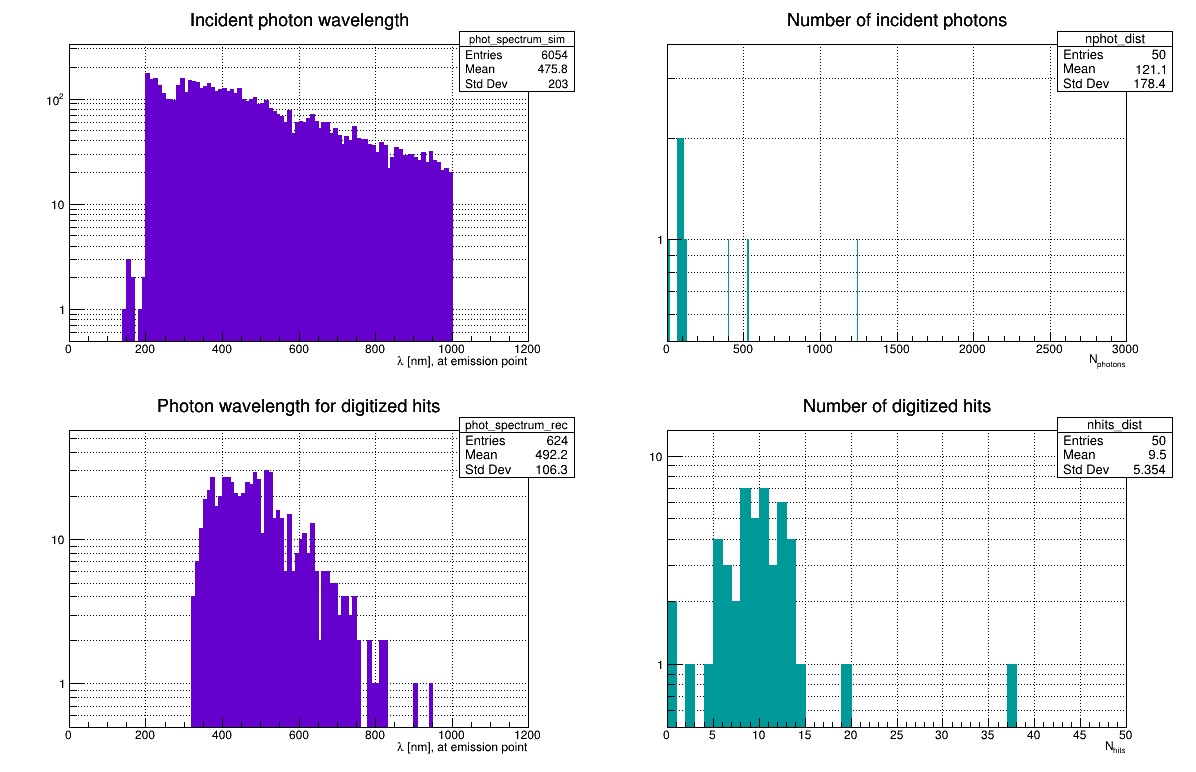 Incident photon wavelength
phot_spectrum_sim
Entries 6054
Mean 475.8
Std Dev 203
10²
10
1
0 200 400 600 800 1000 1200
λ [nm], at emission point
Number of incident photons
nphot_dist
Entries 50
Mean 121.1
Std Dev 178.4
1
0 500 1000 1500 2000 2500 3000
Nphotons
Photon wavelength for digitized hits
phot_spectrum_rec
Entries 624
Mean 492.2
Std Dev 106.3
10
1
0 200 400 600 800 1000 1200
λ [nm], at emission point
Number of digitized hits
nhits_dist
Entries 50
Mean 9.5
Std Dev 5.354
10
1
0 5 10 15 20 25 30 35 40 45 50
Nhits